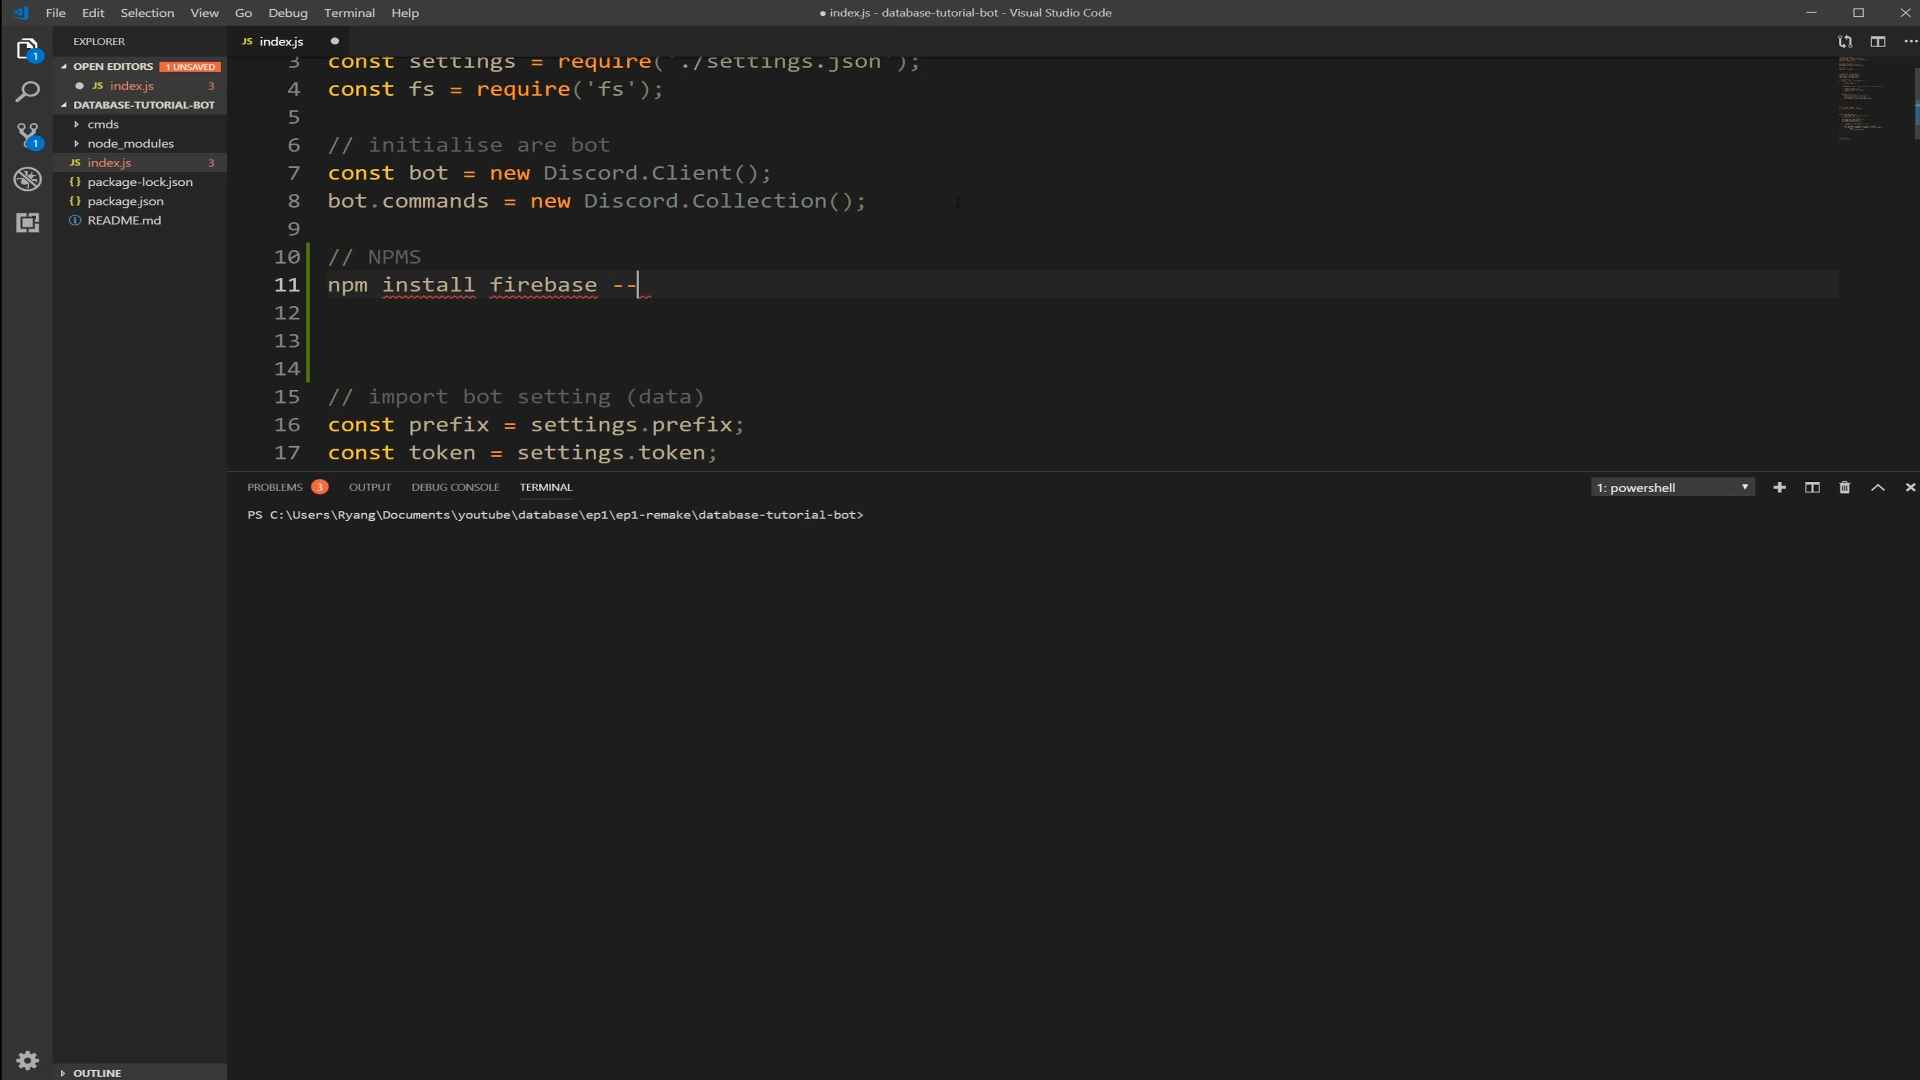 File Edit Selection View Go Debug Terminal Help
● index.js - database-tutorial-bot - Visual Studio Code
EXPLORER
JS index.js
OPEN EDITORS 1 UNSAVED
JS index.js 3
DATABASE-TUTORIAL-BOT
cmds
node_modules
JS index.js 3
{} package-lock.json
{} package.json
README.md
OUTLINE
1
1
3 const settings = require('./settings.json');
4 const fs = require('fs');
5
6 // initialise are bot
7 const bot = new Discord.Client();
8 bot.commands = new Discord.Collection();
9
10 // NPMS
11 npm install firebase --
12
13
14
15 // import bot setting (data)
16 const prefix = settings.prefix;
17 const token = settings.token;
PROBLEMS 3 OUTPUT DEBUG CONSOLE TERMINAL
1: powershell
PS C:\Users\Ryang\Documents\youtube\database\ep1\ep1-remake\database-tutorial-bot>